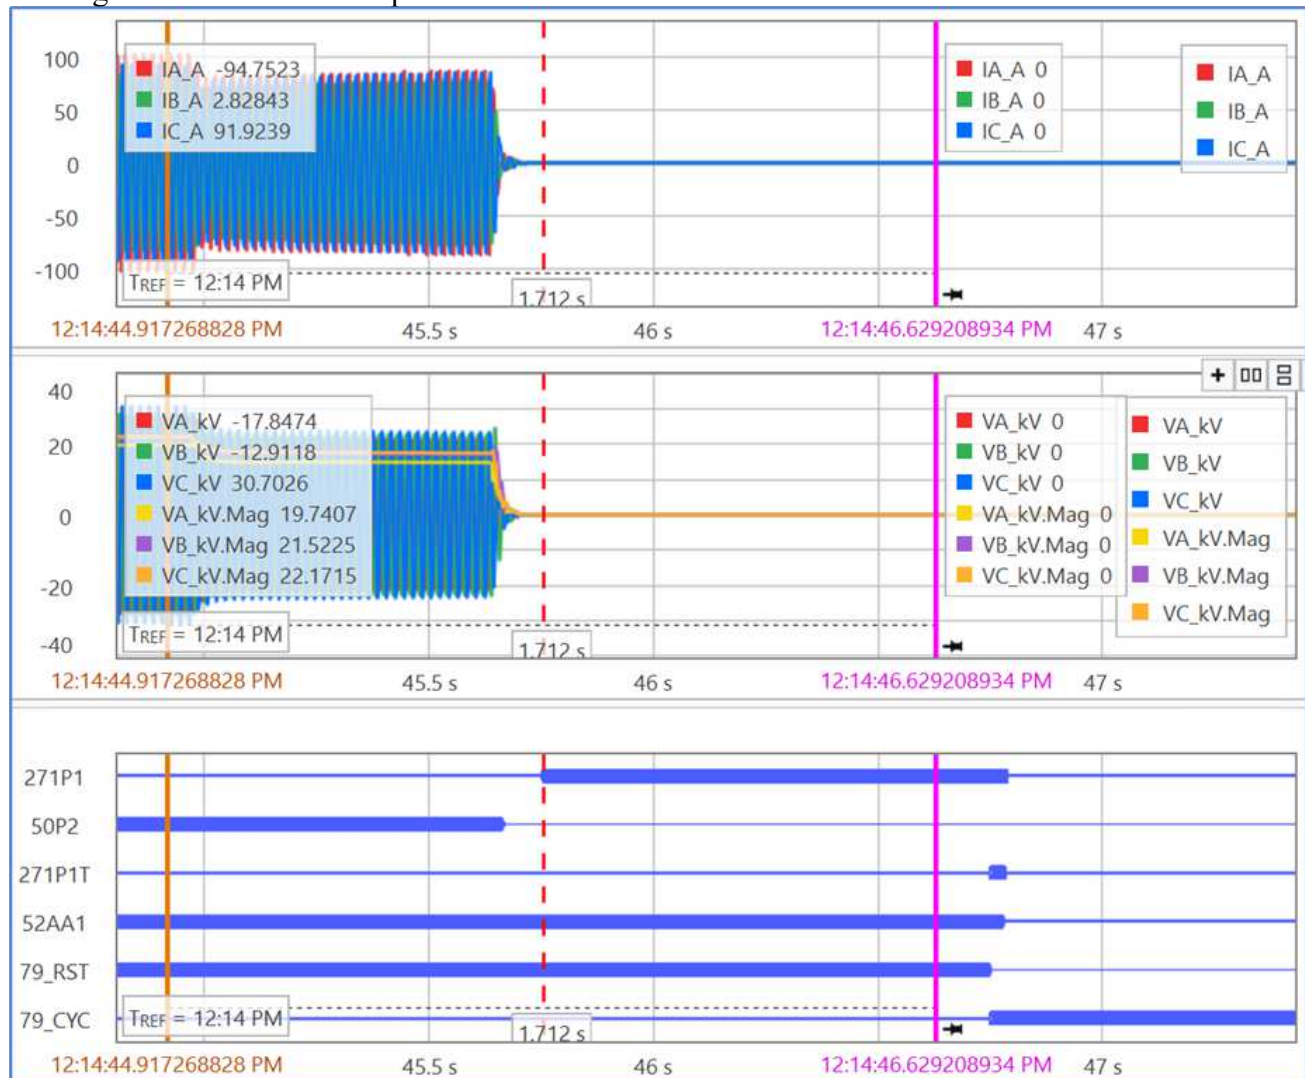 100
50
0
-50
-100
IA_A -94.7523
IB_A 2.82843
IC_A 91.9239
IA_A 0
IB_A 0
IC_A 0
IA_A
IB_A
IC_A
TREF = 12:14 PM
1.712 s
12:14:44.917268828 PM 45.5 s 46 s 12:14:46.629208934 PM 47 s
40
20
0
-20
-40
VA_kV -17.8474
VB_kV -12.9118
VC_kV 30.7026
VA_kV.Mag 19.7407
VB_kV.Mag 21.5225
VC_kV.Mag 22.1715
VA_kV 0
VB_kV 0
VC_kV 0
VA_kV.Mag 0
VB_kV.Mag 0
VC_kV.Mag 0
VA_kV
VB_kV
VC_kV
VA_kV.Mag
VB_kV.Mag
VC_kV.Mag
TREF = 12:14 PM
1.712 s
12:14:44.917268828 PM 45.5 s 46 s 12:14:46.629208934 PM 47 s
271P1
50P2
271P1T
52AA1
79_RST
79_CYC
TREF = 12:14 PM
1.712 s
12:14:44.917268828 PM 45.5 s 46 s 12:14:46.629208934 PM 47 s